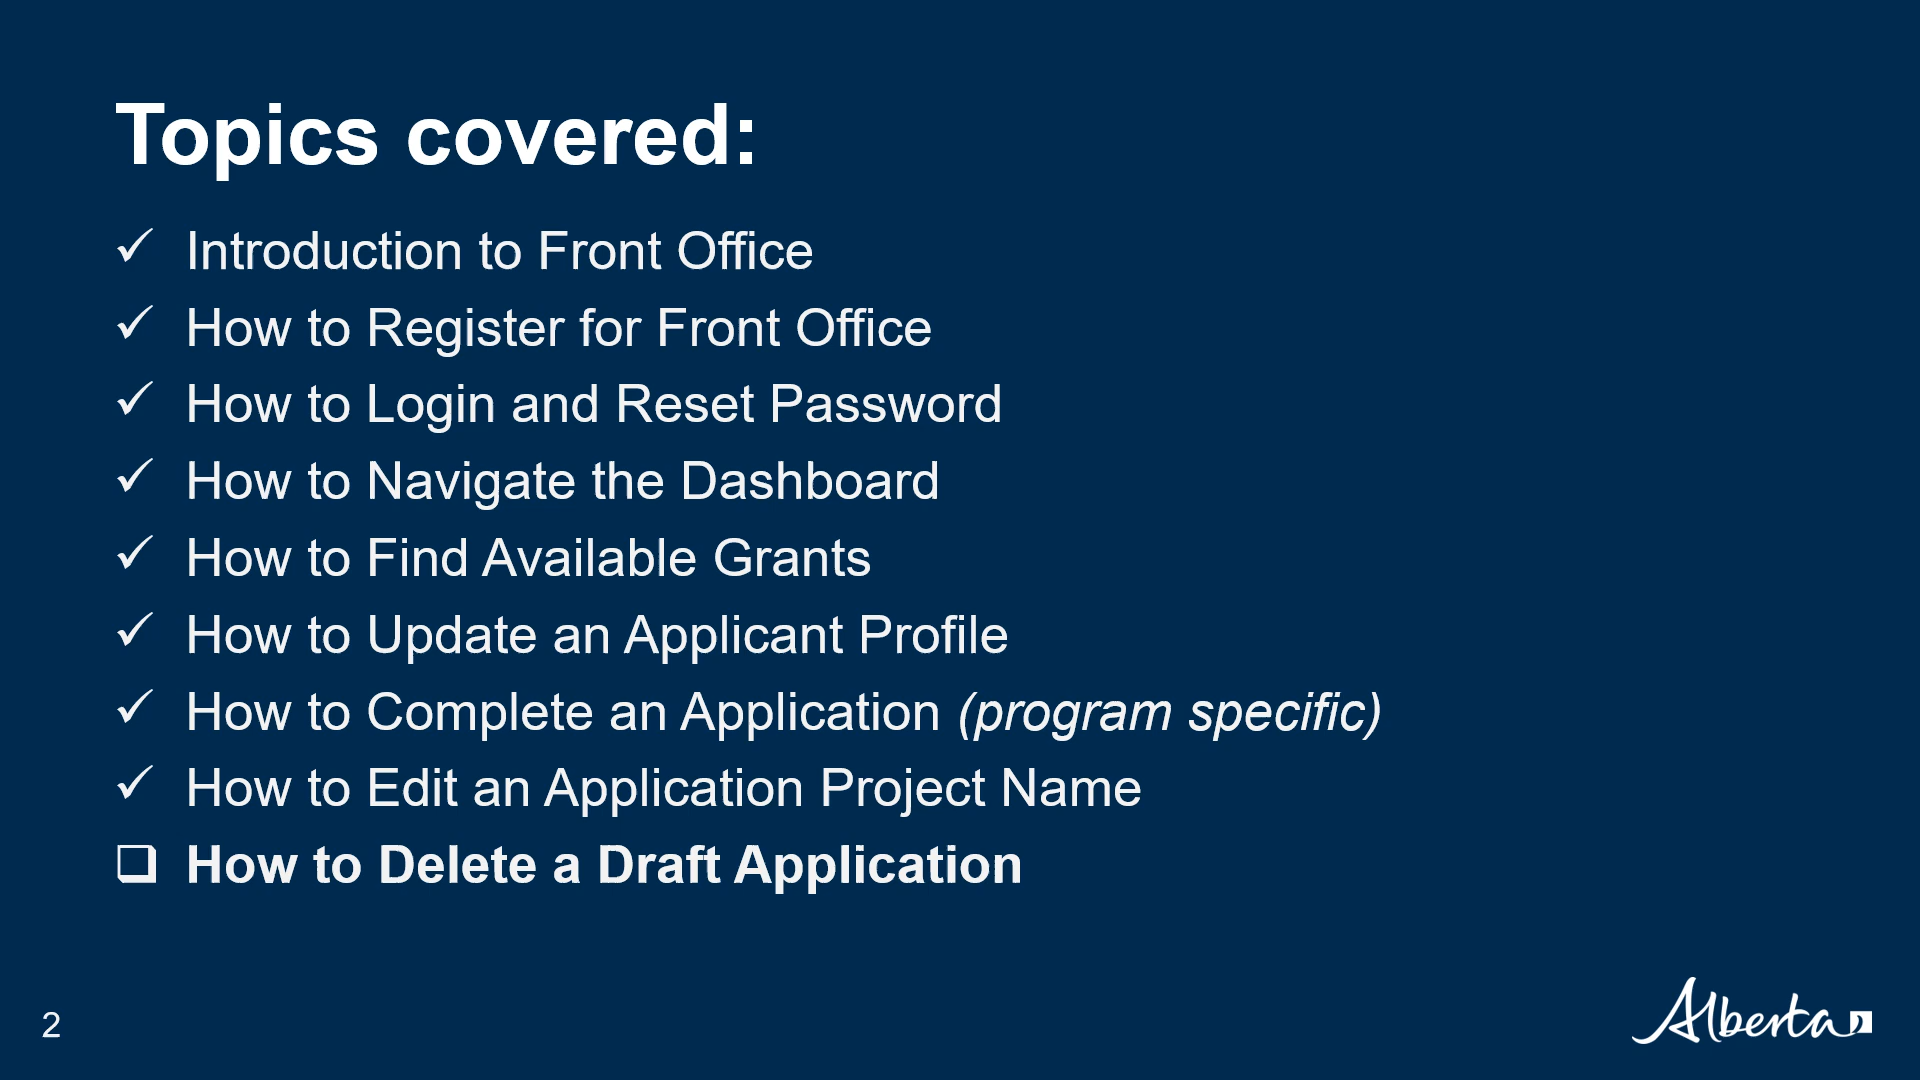 Topics covered:
Introduction to Front Office
How to Register for Front Office
How to Login and Reset Password
How to Navigate the Dashboard
How to Find Available Grants
How to Update an Applicant Profile
How to Complete an Application (program specific)
How to Edit an Application Project Name
How to Delete a Draft Application
2
Alberta